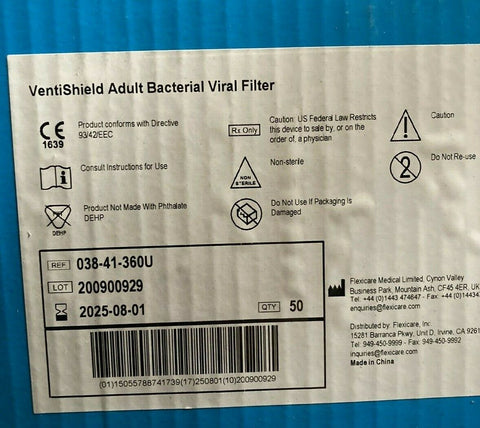 VentiShield Adult Bacterial Viral Filter
CE
1639
Product conforms with Directive
93/42/EEC
Rx Only
Caution: US Federal Law Restricts
this device to sale by, or on the
order of, a physician
Caution
Consult Instructions for Use
NON
STERILE
Non-sterile
2
Do Not Re-use
PHT
DEHP
Product Not Made With Phthalate
DEHP
Do Not Use If Packaging Is
Damaged
REF 038-41-360U
LOT 200900929
2025-08-01
QTY 50
(01)15055788741739(17)250801(10)200900929
Flexicare Medical Limited, Cynon Valley
Business Park, Mountain Ash, CF45 4ER, UK
Tel: +44 (0)1443 474647 Fax: +44 (0)1443
enquiries@flexicare.com
Distributed by: Flexicare, Inc.
15281 Barranca Pkwy, Unit D, Irvine, CA 9261
Tel: 949-450-9999 - Fax: 949-450-9992
inquiries@flexicare.com
Made in China